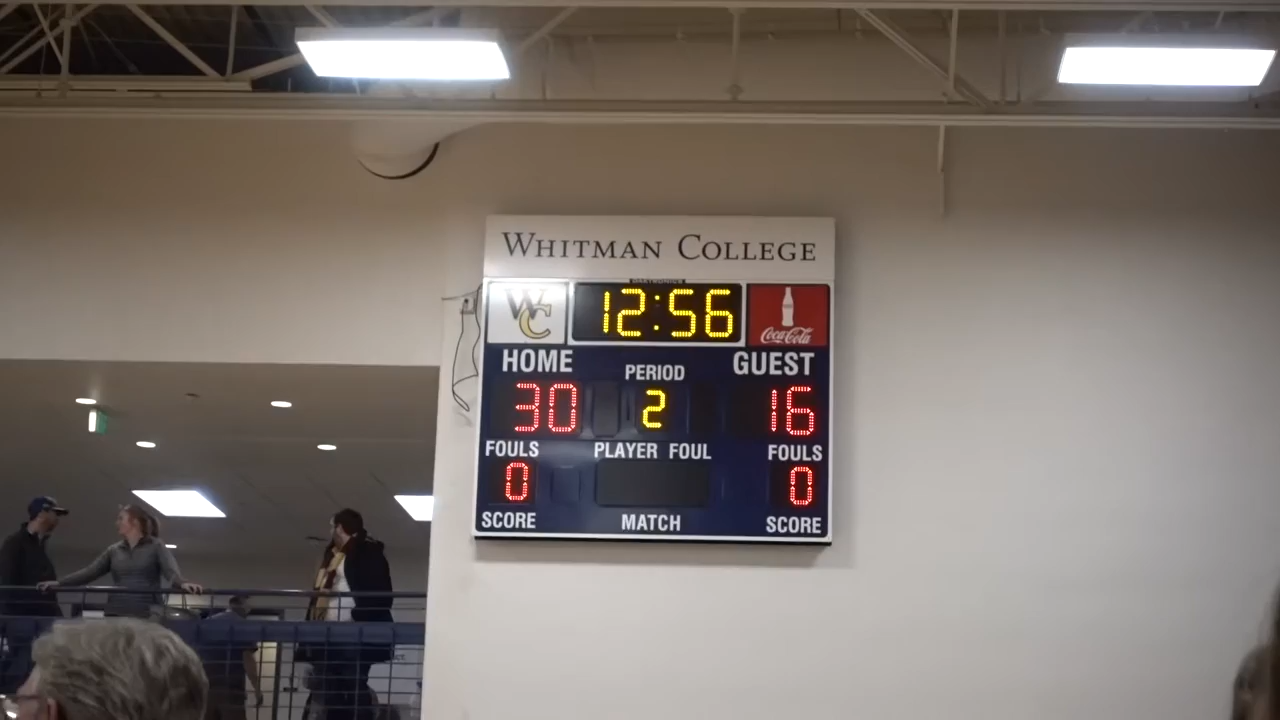 WHITMAN COLLEGE
DAKTRONICS
WC
12:56
Coca-Cola
HOME
PERIOD
GUEST
30
2
16
FOULS
PLAYER FOUL
FOULS
0
0
SCORE
MATCH
SCORE